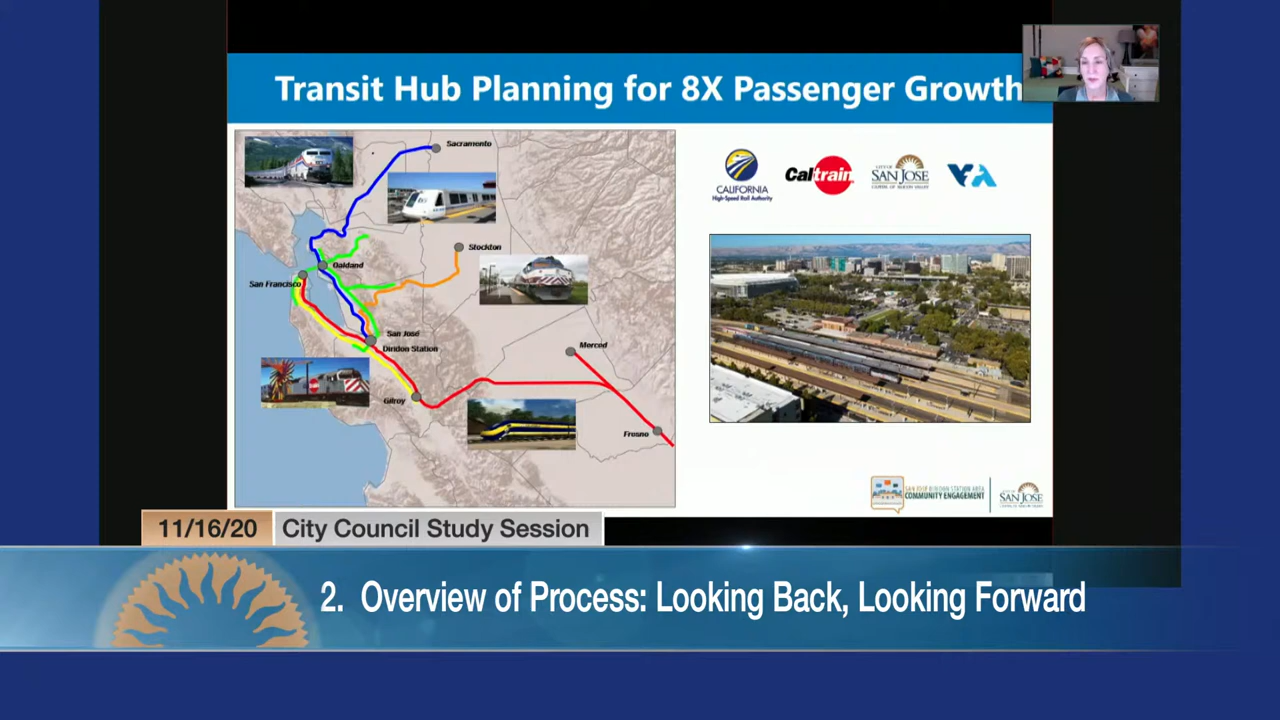 Transit Hub Planning for 8X Passenger Growth
Sacramento
Stockton
Oakland
San Francisco
San José
Diridon Station
Merced
Gilroy
Fresno
CALIFORNIA
High-Speed Rail Authority
Caltrain
CITY OF
SAN JOSE
CAPITAL OF SILICON VALLEY
VTA
SAN JOSE DIRIDON STATION AREA
COMMUNITY ENGAGEMENT
CITY OF
SAN JOSE
CAPITAL OF SILICON VALLEY
11/16/20
City Council Study Session
2. Overview of Process: Looking Back, Looking Forward